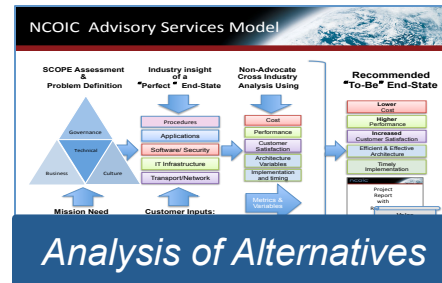 NCOIC Advisory Services Model
SCOPE Assessment
&
Problem Definition
Governance
Technical
Business
Culture
Mission Need
Industry insight
of a
"Perfect" End-State
Procedures
Applications
Software/ Security
IT Infrastructure
Transport/Network
Customer Inputs:
Non-Advocate
Cross Industry
Analysis Using
Cost
Performance
Customer
Satisfaction
Architecture
Variables
Implementation
and timing
Metrics &
Variables
Recommended
"To-Be" End-State
Lower
Cost
Higher
Performance
Increased
Customer Satisfaction
Efficient & Effective
Architecture
Timely
Implementation
Project
Report
with
Analysis of Alternatives